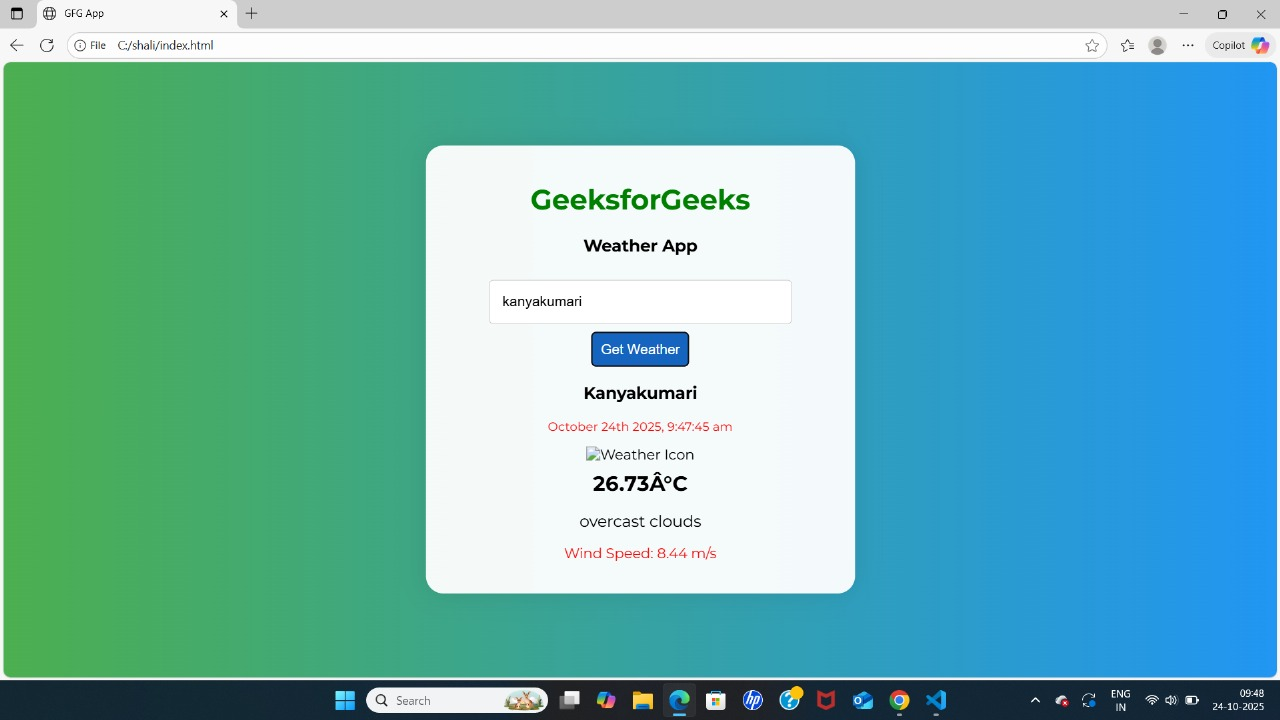 GFG App
File C:/shali/index.html
Copilot
GeeksforGeeks
Weather App
kanyakumari
Get Weather
Kanyakumari
October 24th 2025, 9:47:45 am
Weather Icon
26.73Â°C
overcast clouds
Wind Speed: 8.44 m/s
Search
ENG
IN
09:48
24-10-2025